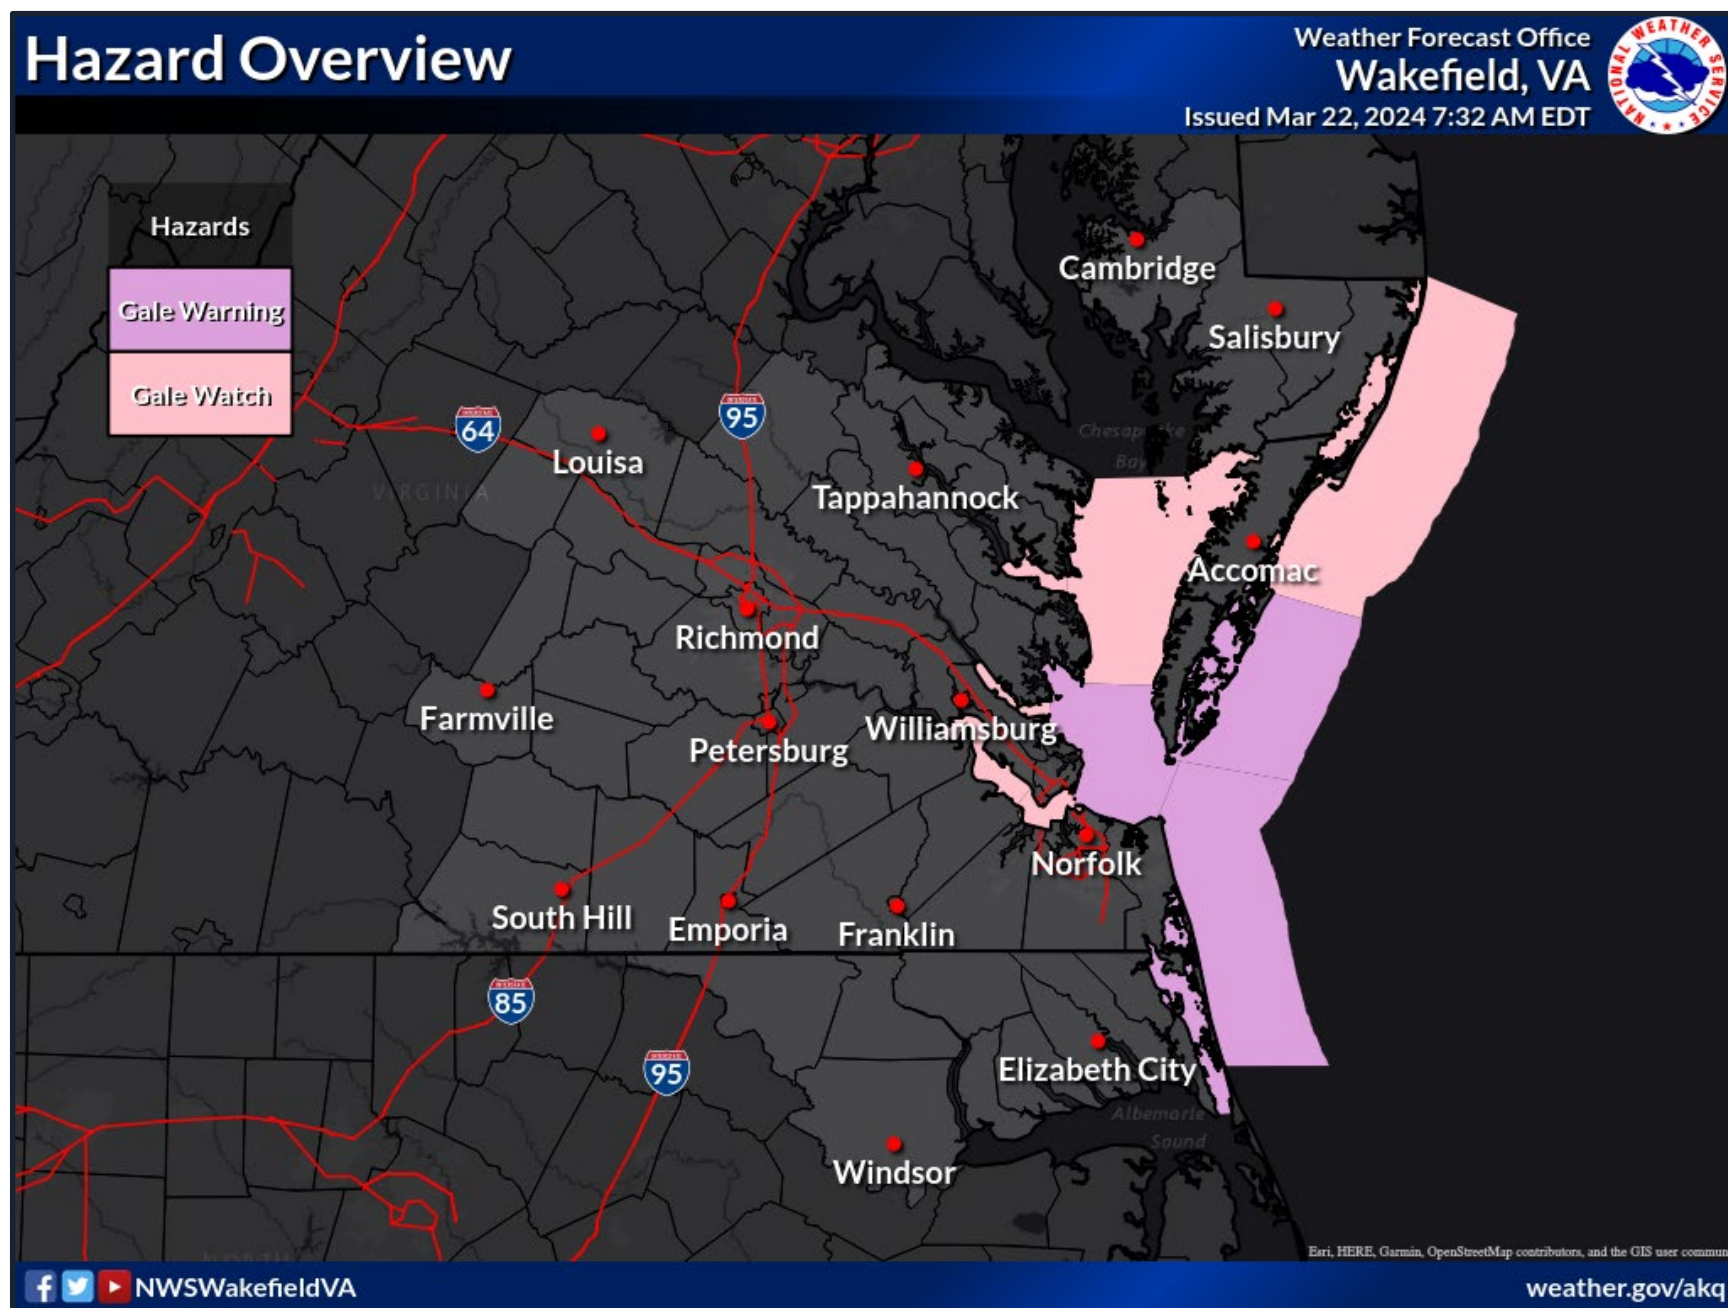 Hazard Overview
Weather Forecast Office
Wakefield, VA
Issued Mar 22, 2024 7:32 AM EDT
NATIONAL WEATHER SERVICE
Hazards
Gale Warning
Gale Watch
Cambridge
Salisbury
95
64
Chesapeake
Bay
Louisa
VIRGINIA
Tappahannock
Accomac
Richmond
Farmville
Williamsburg
Petersburg
Norfolk
South Hill
Emporia
Franklin
85
95
Elizabeth City
Albemarle
Sound
Windsor
Esri, HERE, Garmin, OpenStreetMap contributors, and the GIS user commun
NWSWakefieldVA
weather.gov/akq